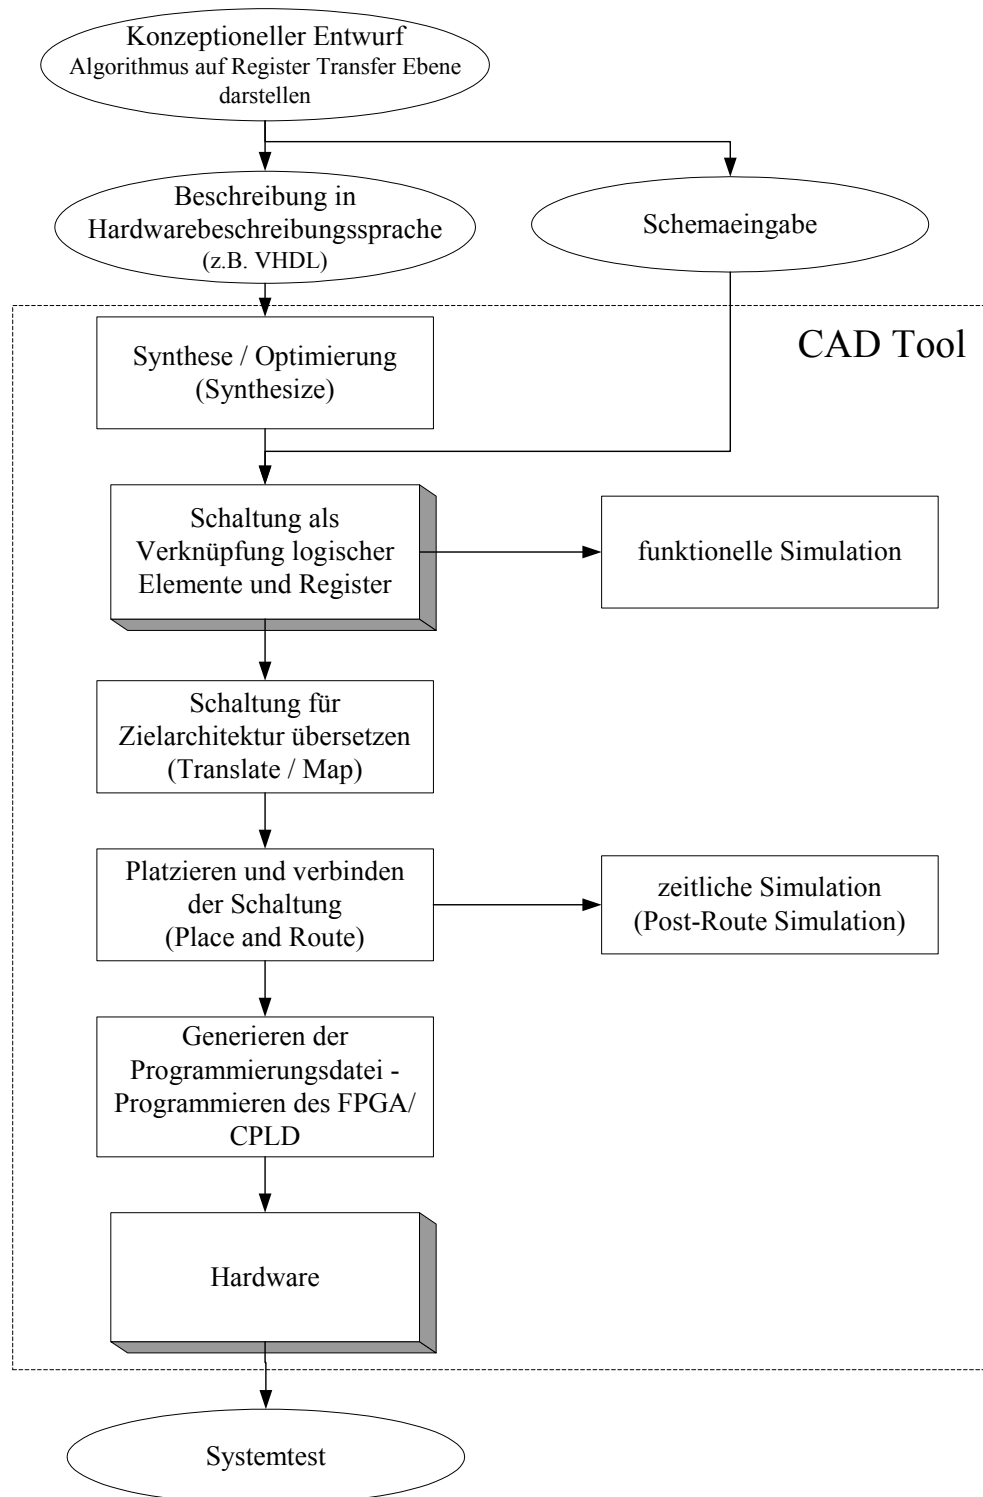 Konzeptioneller Entwurf
Algorithmus auf Register Transfer Ebene
darstellen
Beschreibung in
Hardwarebeschreibungssprache
(z.B. VHDL)
Schemaeingabe
CAD Tool
Synthese / Optimierung
(Synthesize)
Schaltung als
Verknüpfung logischer
Elemente und Register
funktionelle Simulation
Schaltung für
Zielarchitektur übersetzen
(Translate / Map)
Platzieren und verbinden
der Schaltung
(Place and Route)
zeitliche Simulation
(Post-Route Simulation)
Generieren der
Programmierungsdatei -
Programmieren des FPGA/
CPLD
Hardware
Systemtest